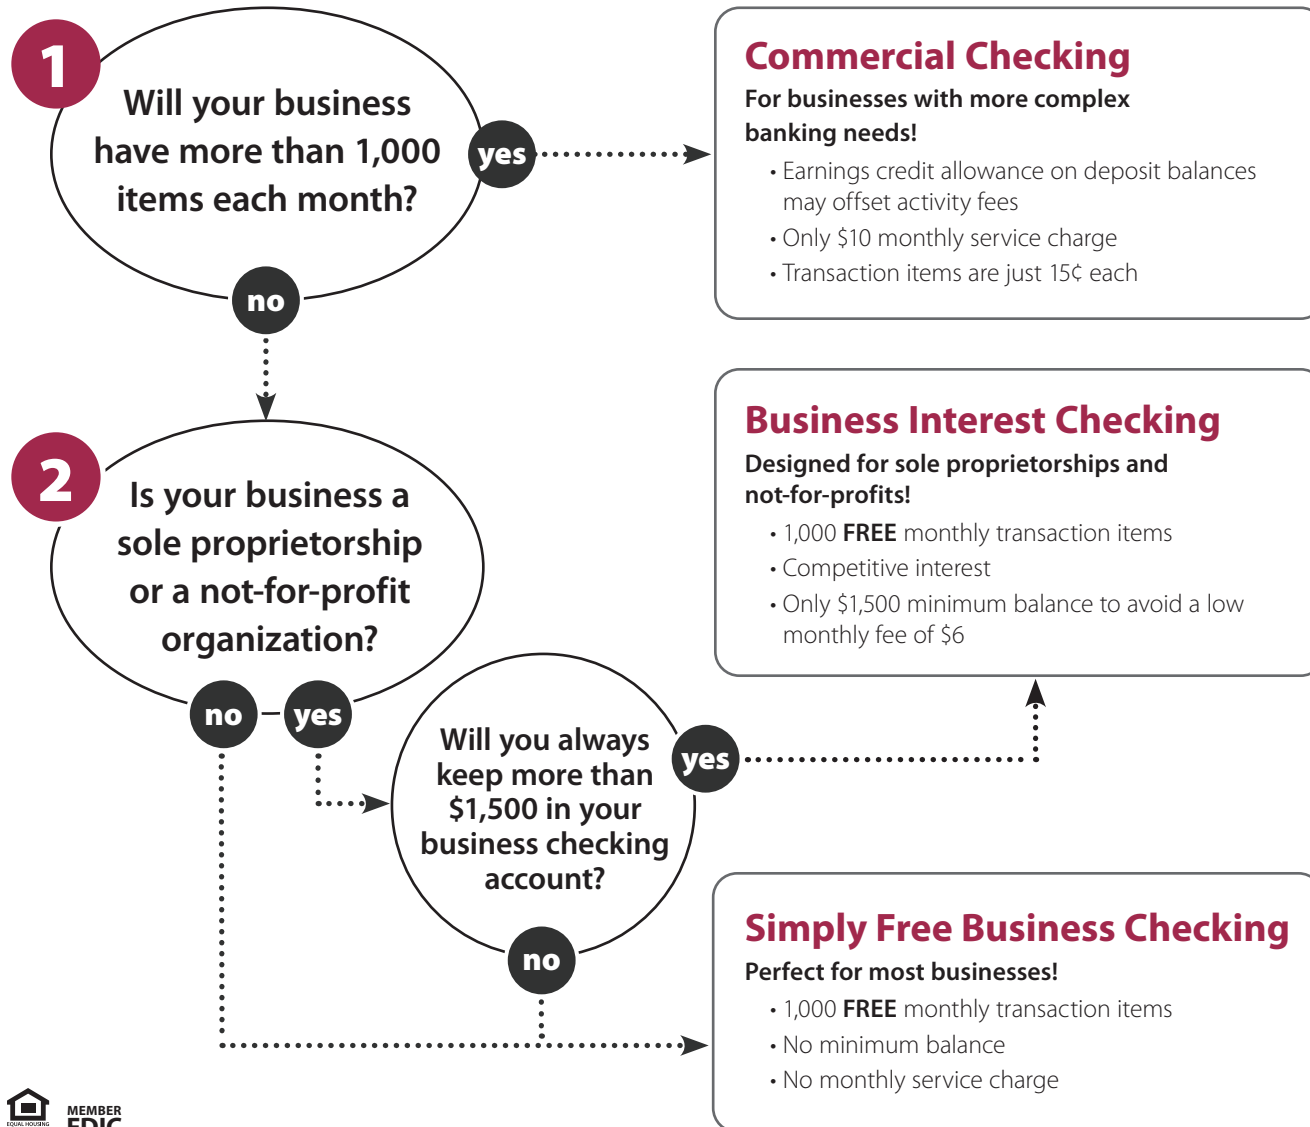 1
Will your business
have more than 1,000
items each month?
yes
no
Commercial Checking
For businesses with more complex
banking needs!
• Earnings credit allowance on deposit balances
may offset activity fees
• Only $10 monthly service charge
• Transaction items are just 15¢ each
2
Is your business a
sole proprietorship
or a not-for-profit
organization?
no
yes
Business Interest Checking
Designed for sole proprietorships and
not-for-profits!
• 1,000 FREE monthly transaction items
• Competitive interest
• Only $1,500 minimum balance to avoid a low
monthly fee of $6
Will you always
keep more than
$1,500 in your
business checking
account?
yes
no
Simply Free Business Checking
Perfect for most businesses!
• 1,000 FREE monthly transaction items
• No minimum balance
• No monthly service charge
EQUAL HOUSING
MEMBER
FDIC